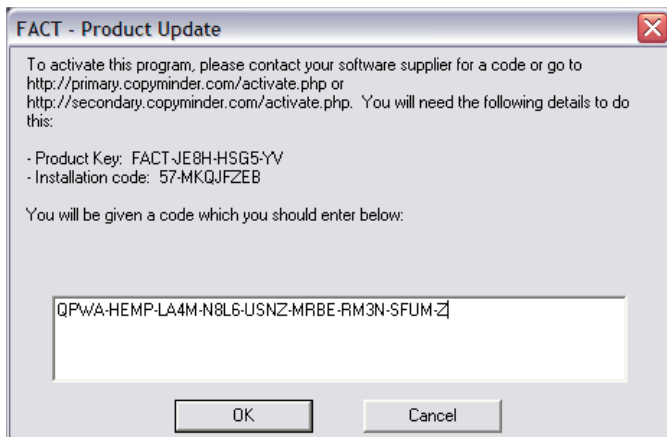 FACT - Product Update
To activate this program, please contact your software supplier for a code or go to
http://primary.copyminder.com/activate.php or
http://secondary.copyminder.com/activate.php.  You will need the following details to do
this:
- Product Key:  FACT-JE8H-HSG5-YV
- Installation code:  57-MKQJFZEB
You will be given a code which you should enter below:
QPWA-HEMP-LA4M-N8L6-USNZ-MRBE-RM3N-SFUM-Z
OK
Cancel